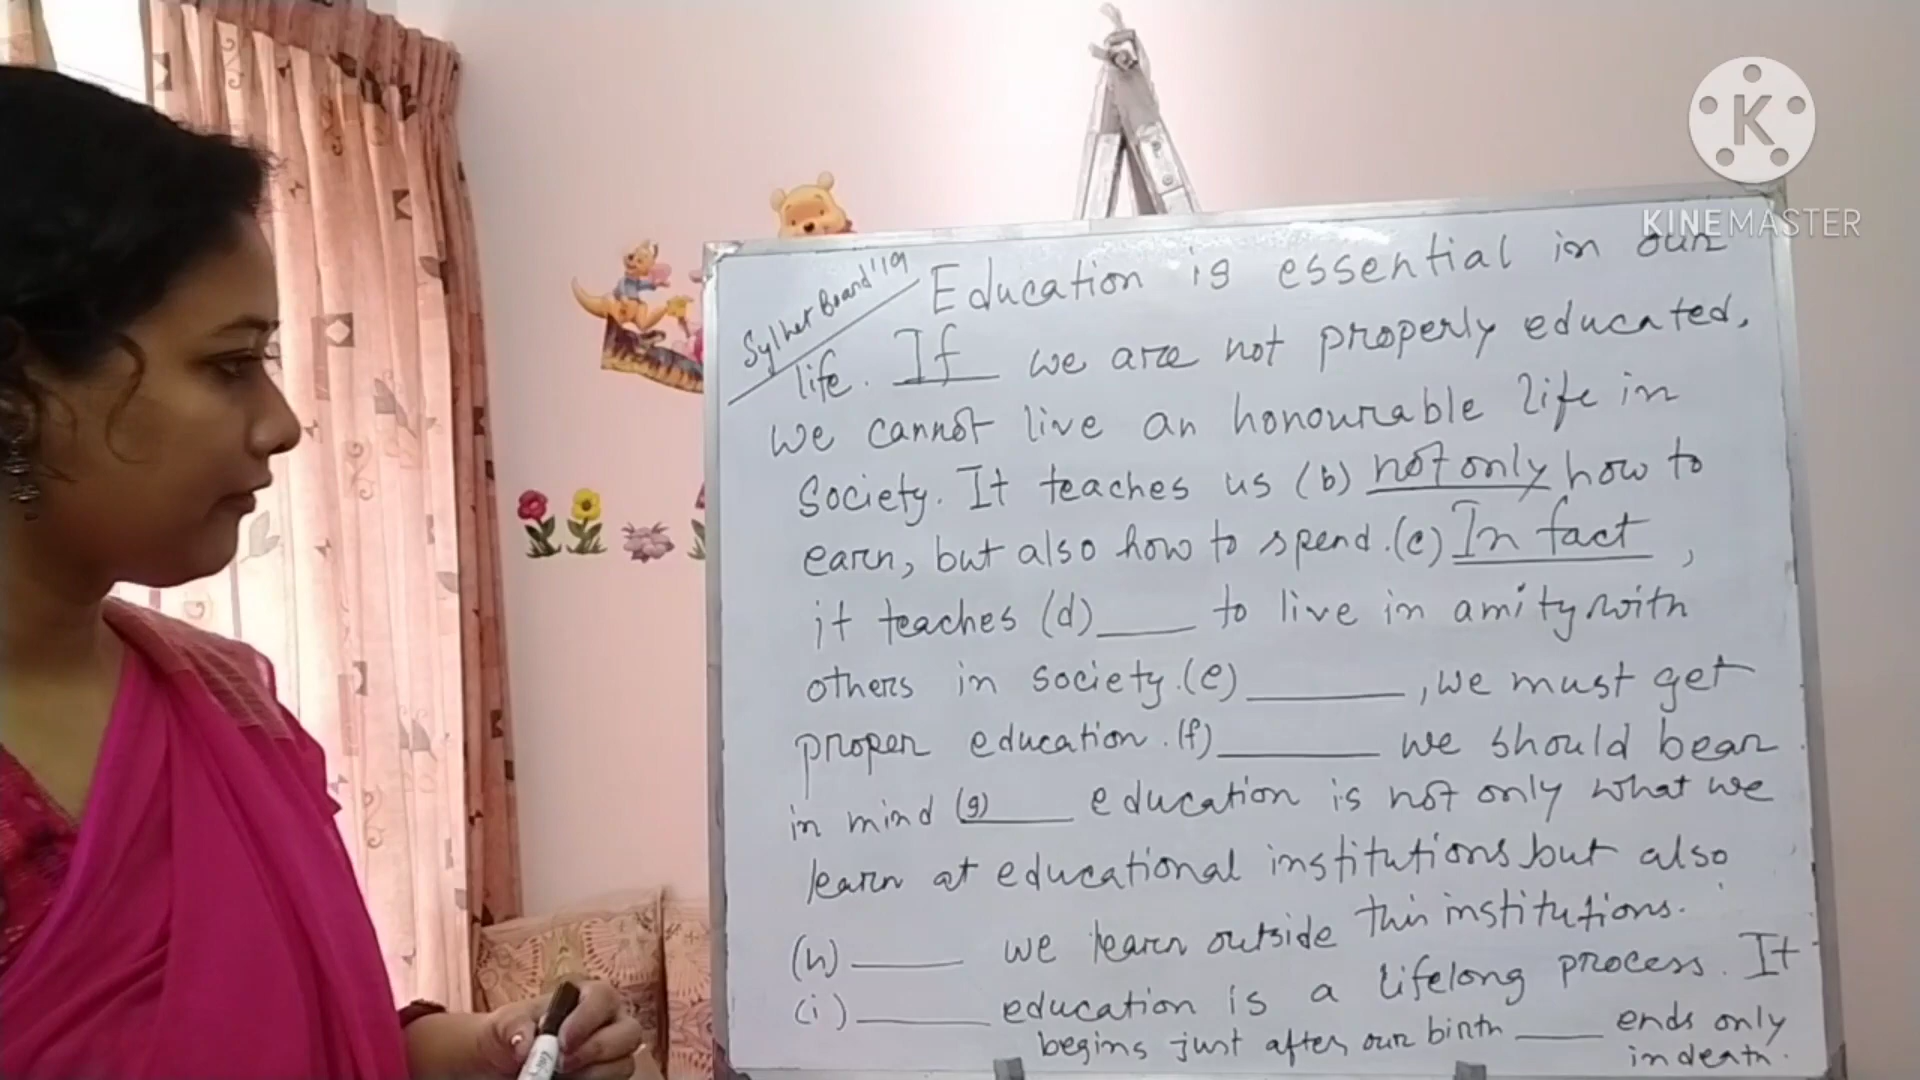 KINEMASTER
Sylhet Board'19
Education is essential in our
life. If we are not properly educated,
we cannot live an honourable life in
Society. It teaches us (b) not only how to
earn, but also how to spend. (c) In fact,
it teaches (d)____ to live in amity with
others in society. (e)______, we must get
proper education. (f)______ we should bear
in mind (g)____ education is not only what we
learn at educational institutions but also
(h)____ we learn outside this institutions.
(i)_____ education is a lifelong process. It
begins just after our birth ____ ends only
in death.